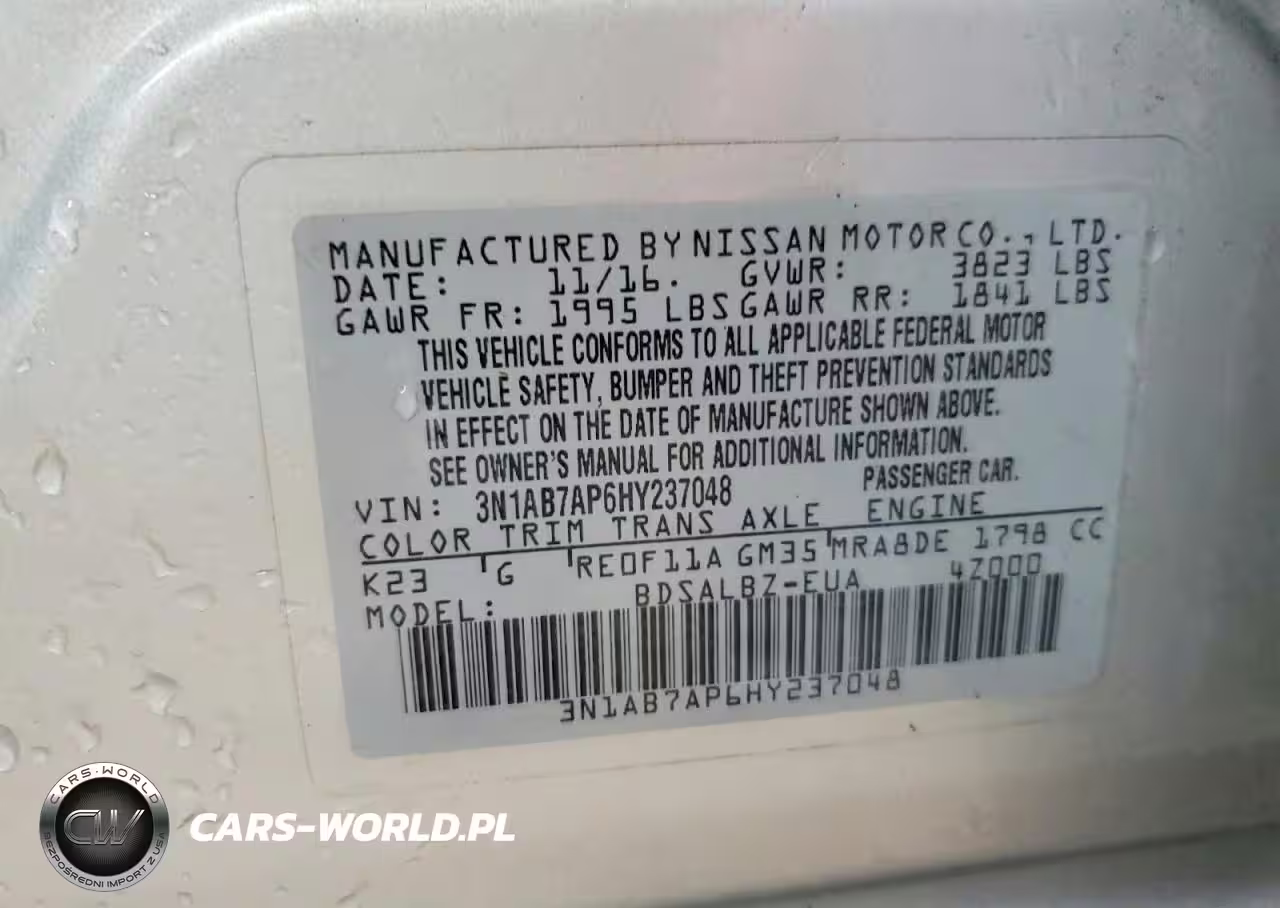 MANUFACTURED BY NISSAN MOTOR CO., LTD.
DATE: 11/16. GVWR: 3823 LBS
GAWR FR: 1995 LBS GAWR RR: 1841 LBS
THIS VEHICLE CONFORMS TO ALL APPLICABLE FEDERAL MOTOR
VEHICLE SAFETY, BUMPER AND THEFT PREVENTION STANDARDS
IN EFFECT ON THE DATE OF MANUFACTURE SHOWN ABOVE.
SEE OWNER'S MANUAL FOR ADDITIONAL INFORMATION.
VIN: 3N1AB7AP6HY237048 PASSENGER CAR.
COLOR TRIM TRANS AXLE ENGINE
K23 G RE0F11A GM35 MRA8DE 1798 CC
MODEL: BDSALBZ-EUA 4Z000
3N1AB7AP6HY237048
CARS-WORLD
CW
BEZPOŚREDNI IMPORT Z USA
CARS-WORLD.PL